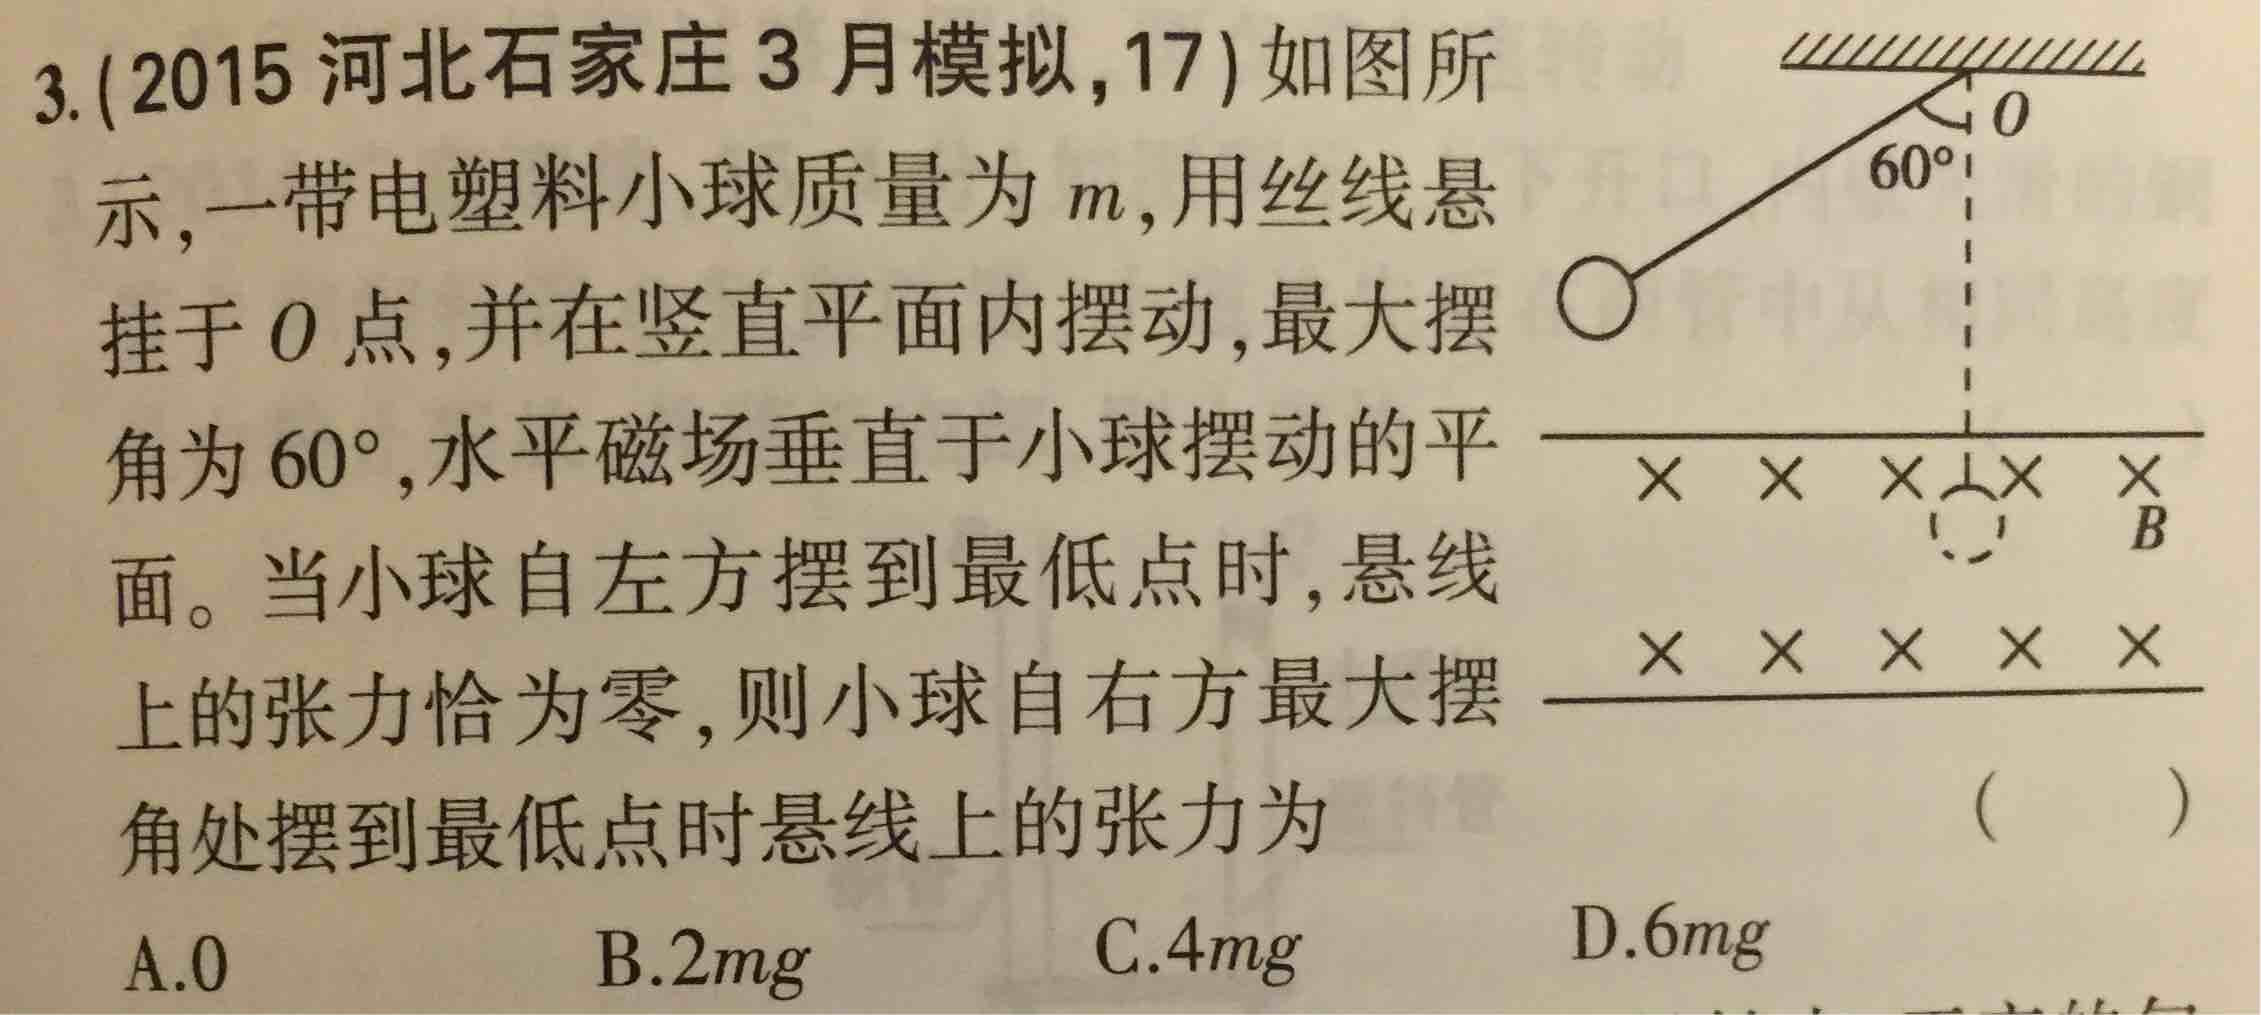 3.(2015 河北石家庄 3 月模拟,17)如图所
示,一带电塑料小球质量为 m,用丝线悬
挂于 O 点,并在竖直平面内摆动,最大摆
角为 60°,水平磁场垂直于小球摆动的平
面。当小球自左方摆到最低点时,悬线
上的张力恰为零,则小球自右方最大摆
角处摆到最低点时悬线上的张力为 ( )
A.0 B.2mg C.4mg D.6mg
O
60°
× × × × ×
B
× × × × ×